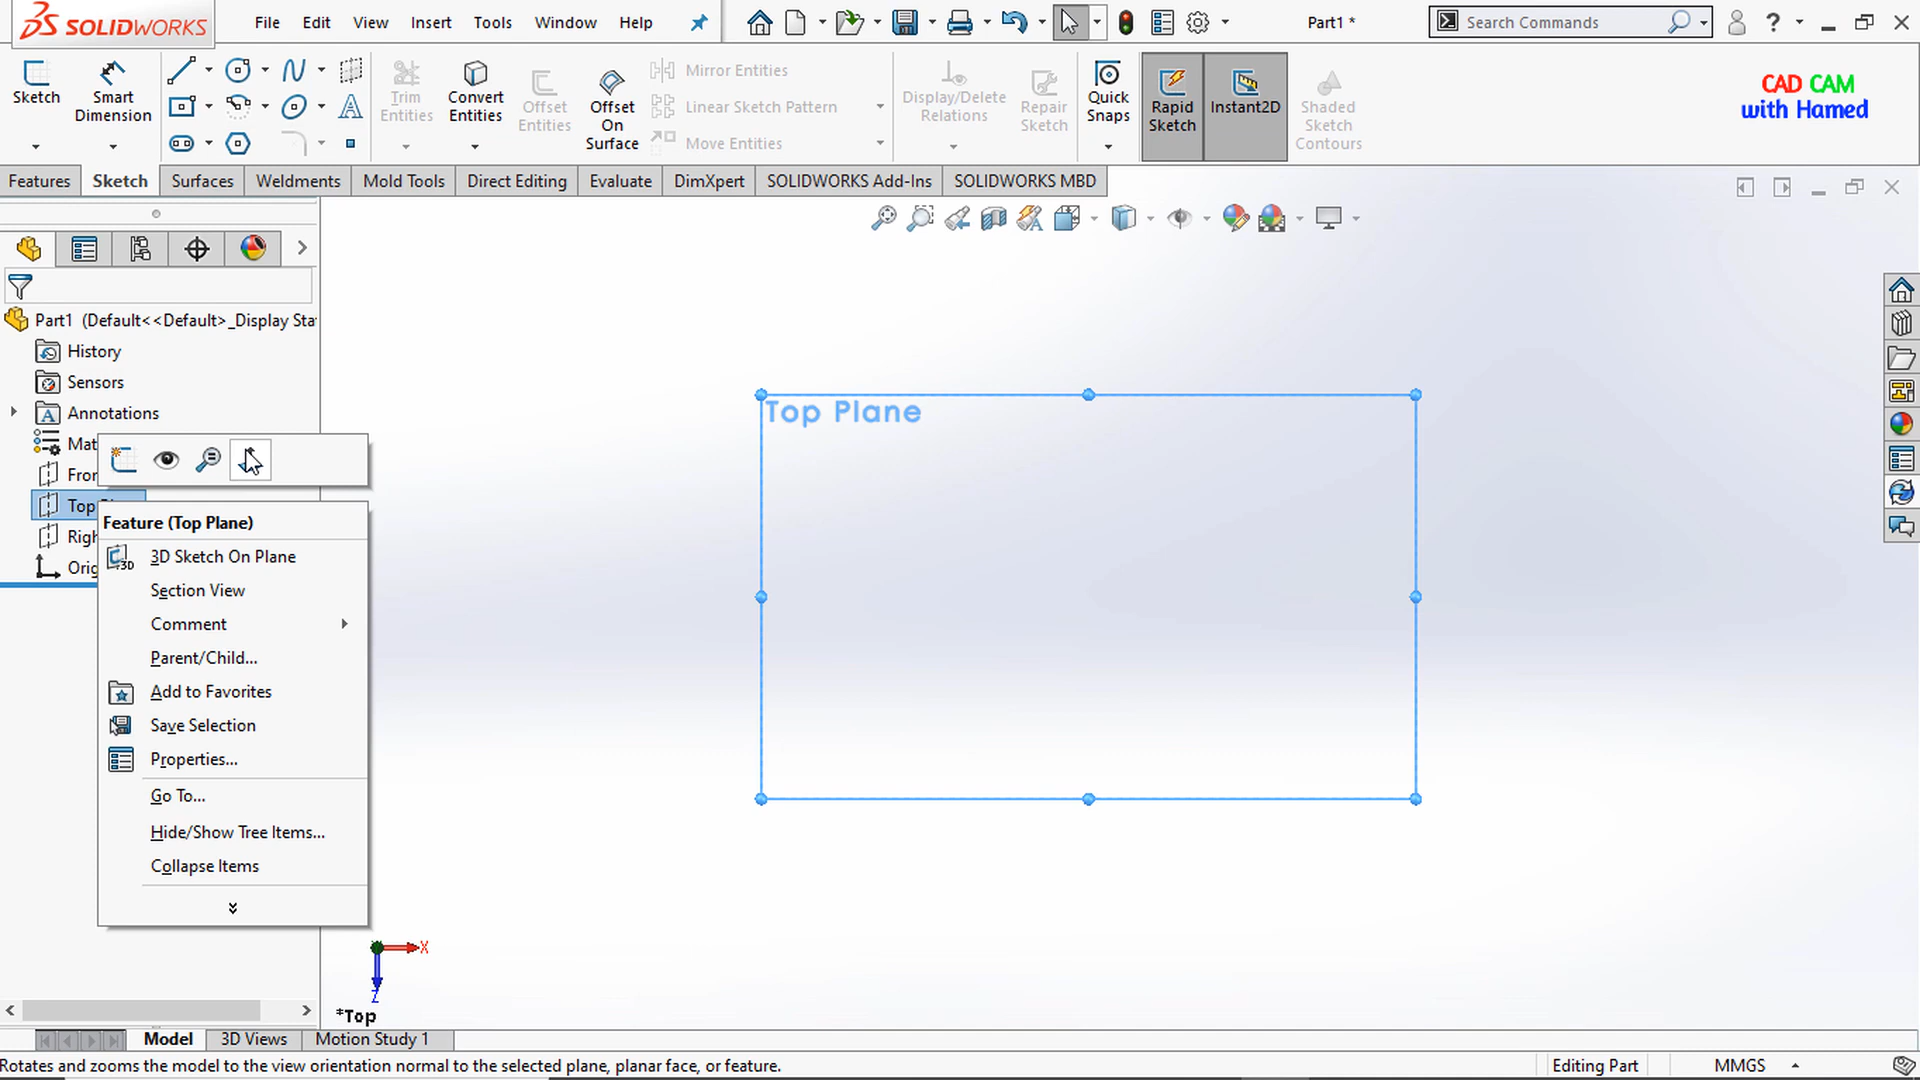 SOLIDWORKS
File Edit View Insert Tools Window Help
Part1 *
Search Commands
Sketch
Smart Dimension
Trim Entities
Convert Entities
Offset Entities
Offset On Surface
Mirror Entities
Linear Sketch Pattern
Move Entities
Display/Delete Relations
Repair Sketch
Quick Snaps
Rapid Sketch
Instant2D
Shaded Sketch Contours
CAD CAM
with Hamed
Features Sketch Surfaces Weldments Mold Tools Direct Editing Evaluate DimXpert SOLIDWORKS Add-Ins SOLIDWORKS MBD
Part1 (Default<<Default>_Display Sta
History
Sensors
Annotations
Mat
Fron
Top
Righ
Orig
Feature (Top Plane)
3D Sketch On Plane
Section View
Comment
Parent/Child...
Add to Favorites
Save Selection
Properties...
Go To...
Hide/Show Tree Items...
Collapse Items
Top Plane
X
Z
*Top
Model 3D Views Motion Study 1
Rotates and zooms the model to the view orientation normal to the selected plane, planar face, or feature.
Editing Part
MMGS